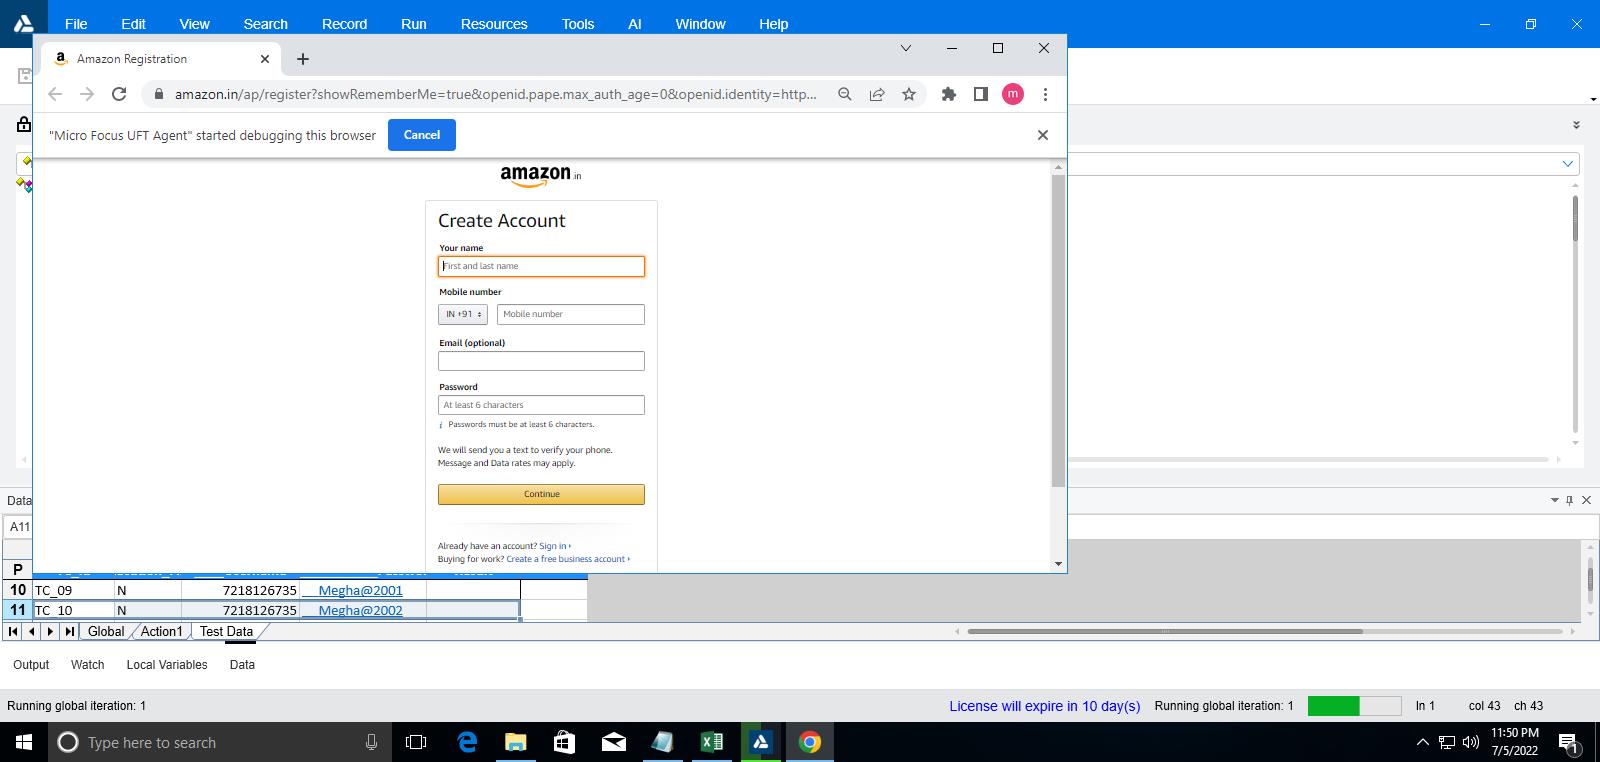 File Edit View Search Record Run Resources Tools AI Window Help
Amazon Registration
amazon.in/ap/register?showRememberMe=true&openid.pape.max_auth_age=0&openid.identity=http...
m
"Micro Focus UFT Agent" started debugging this browser Cancel
amazon.in
Create Account
Your name
First and last name
Mobile number
IN +91 Mobile number
Email (optional)
Password
At least 6 characters
i Passwords must be at least 6 characters.
We will send you a text to verify your phone.
Message and Data rates may apply.
Continue
Already have an account? Sign in
Buying for work? Create a free business account
Data
A11
P
10 TC_09 N 7218126735 Megha@2001
11 TC_10 N 7218126735 Megha@2002
Global Action1 Test Data
Output Watch Local Variables Data
Running global iteration: 1 License will expire in 10 day(s) Running global iteration: 1 ln 1 col 43 ch 43
Type here to search
11:50 PM
7/5/2022
1